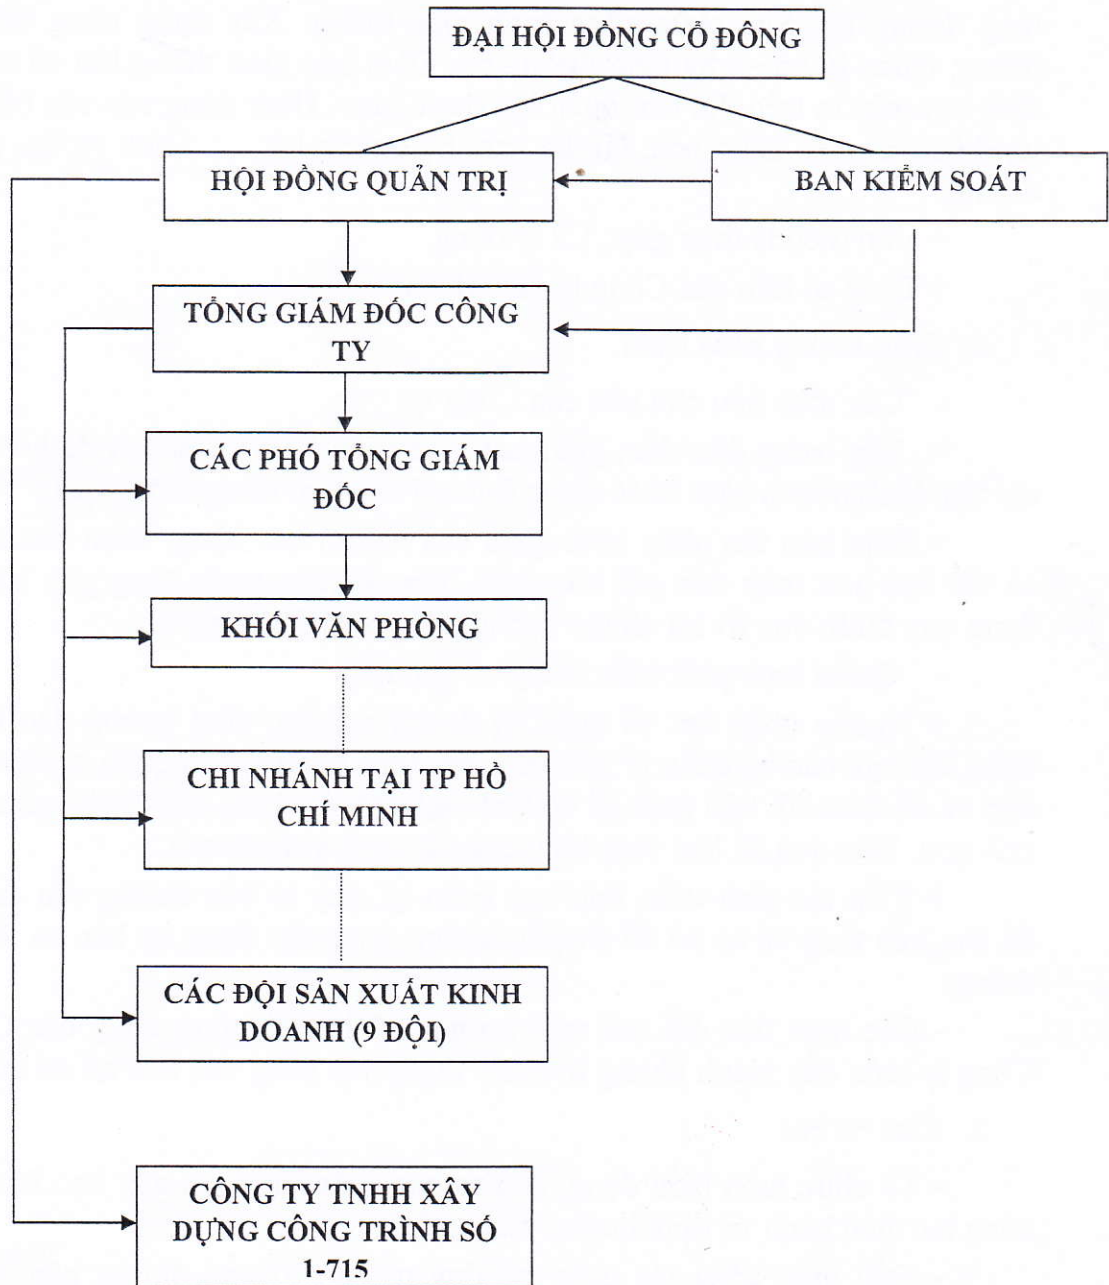 ĐẠI HỘI ĐỒNG CỔ ĐÔNG
HỘI ĐỒNG QUẢN TRỊ
BAN KIỂM SOÁT
TỔNG GIÁM ĐỐC CÔNG
TY
CÁC PHÓ TỔNG GIÁM
ĐỐC
KHỐI VĂN PHÒNG
CHI NHÁNH TẠI TP HỒ
CHÍ MINH
CÁC ĐỘI SẢN XUẤT KINH
DOANH (9 ĐỘI)
CÔNG TY TNHH XÂY
DỰNG CÔNG TRÌNH SỐ
1-715